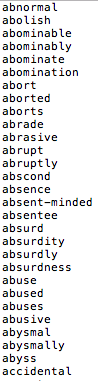 abnormal
abolish
abominable
abominably
abominate
abomination
abort
aborted
aborts
abrade
abrasive
abrupt
abruptly
abscond
absence
absent-minded
absentee
absurd
absurdity
absurdly
absurdness
abuse
abused
abuses
abusive
abysmal
abysmally
abyss
accidental